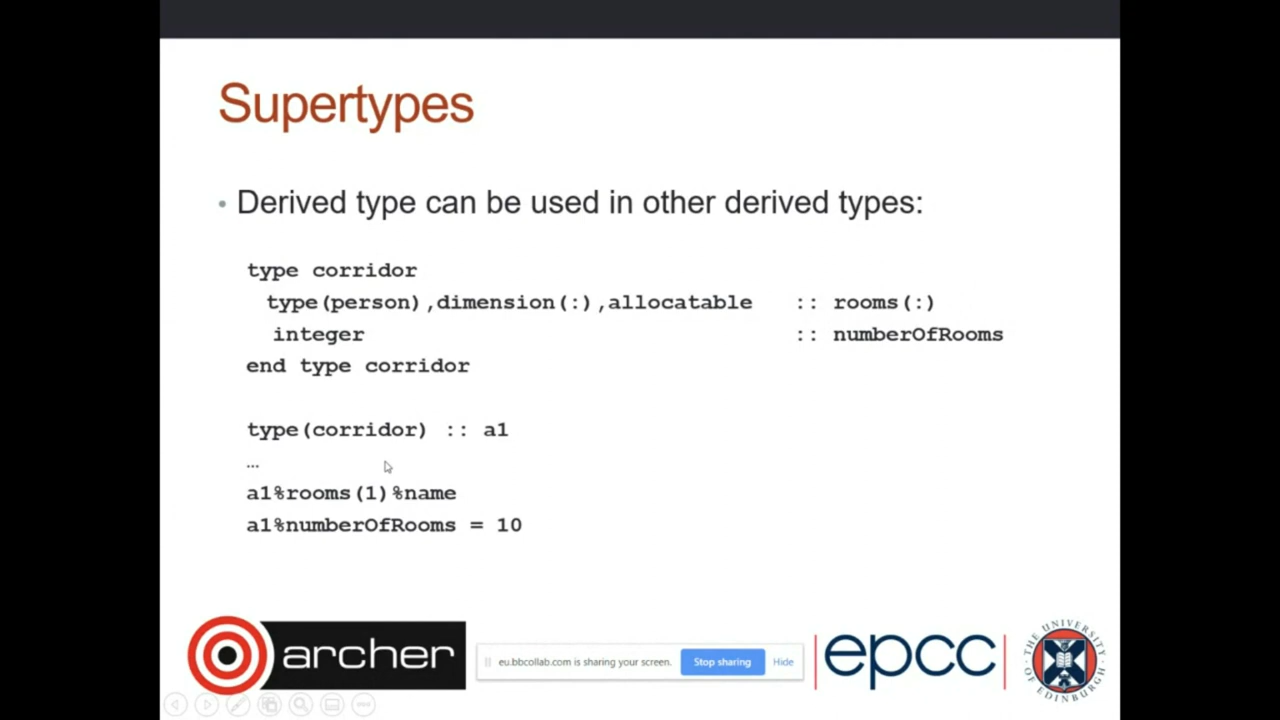 Supertypes
• Derived type can be used in other derived types:
type corridor
type(person),dimension(:),allocatable :: rooms(:)
integer :: numberOfRooms
end type corridor
type(corridor) :: a1
…
a1%rooms(1)%name
a1%numberOfRooms = 10
archer
eu.bbcollab.com is sharing your screen. Stop sharing Hide
epcc
THE UNIVERSITY OF EDINBURGH